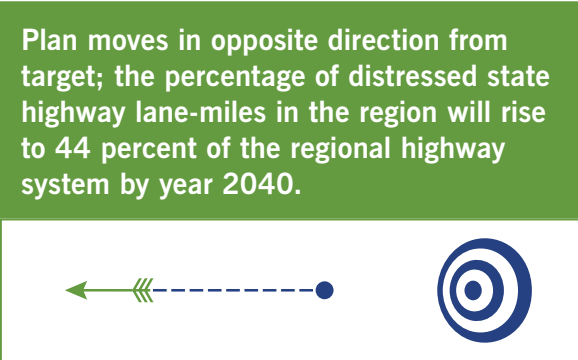 Plan moves in opposite direction from
target; the percentage of distressed state
highway lane-miles in the region will rise
to 44 percent of the regional highway
system by year 2040.